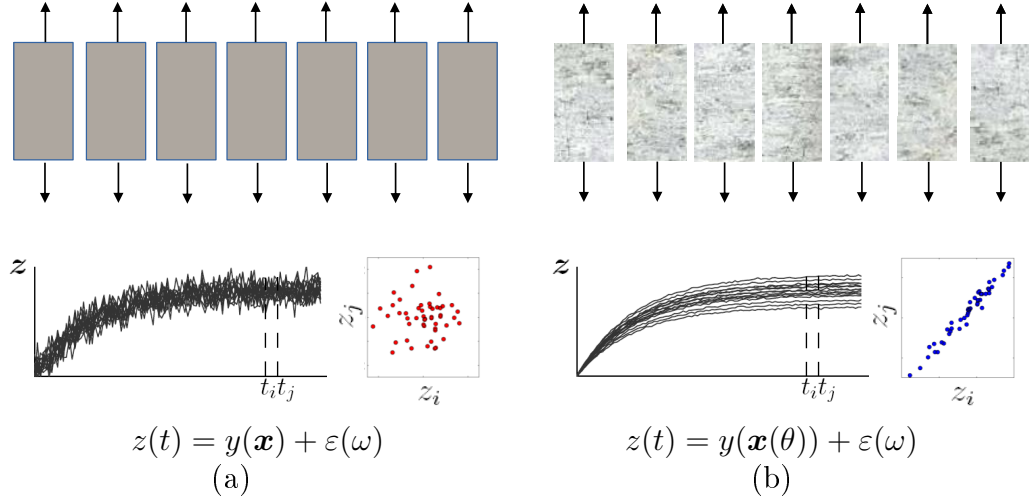 z
z_j
t_i t_j
z_i
z(t) = y(x) + ε(ω)
(a)
z
z_j
t_i t_j
z_i
z(t) = y(x(θ)) + ε(ω)
(b)